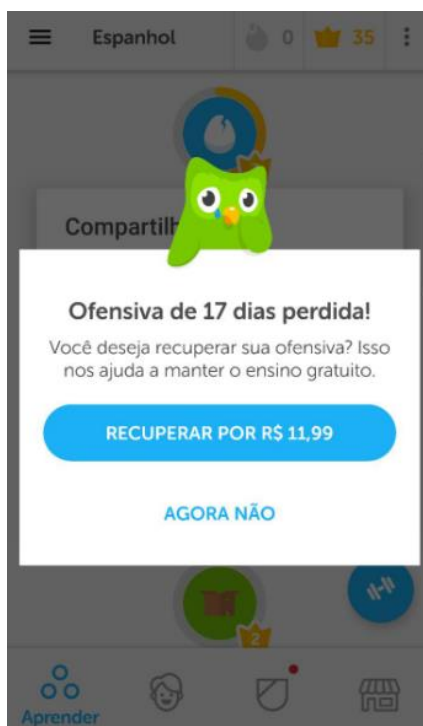 Espanhol 0 35
Compartilh
Ofensiva de 17 dias perdida!
Você deseja recuperar sua ofensiva? Isso
nos ajuda a manter o ensino gratuito.
RECUPERAR POR R$ 11,99
AGORA NÃO
2
Aprender